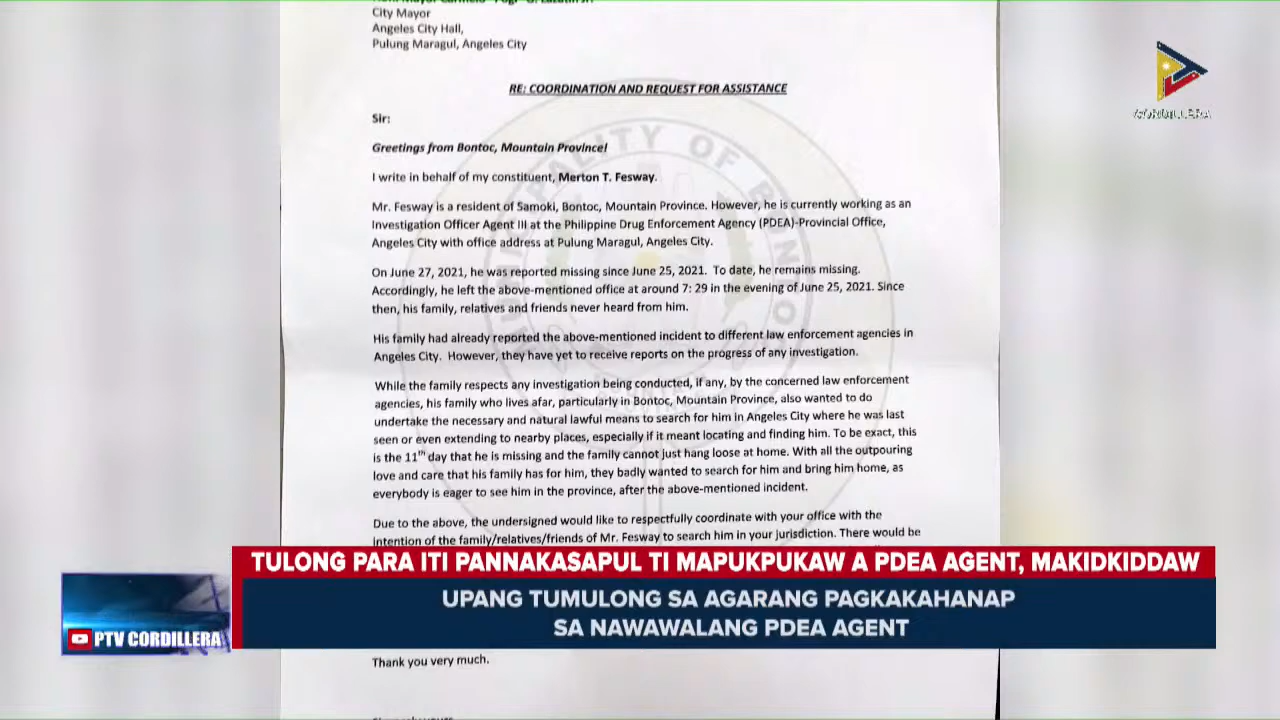 City Mayor
Angeles City Hall,
Pulung Maragul, Angeles City
RE: COORDINATION AND REQUEST FOR ASSISTANCE
Sir:
Greetings from Bontoc, Mountain Province!
I write in behalf of my constituent, Merton T. Fesway.
Mr. Fesway is a resident of Samoki, Bontoc, Mountain Province. However, he is currently working as an
Investigation Officer Agent III at the Philippine Drug Enforcement Agency (PDEA)-Provincial Office,
Angeles City with office address at Pulung Maragul, Angeles City.
On June 27, 2021, he was reported missing since June 25, 2021. To date, he remains missing.
Accordingly, he left the above-mentioned office at around 7: 29 in the evening of June 25, 2021. Since
then, his family, relatives and friends never heard from him.
His family had already reported the above-mentioned incident to different law enforcement agencies in
Angeles City. However, they have yet to receive reports on the progress of any investigation.
While the family respects any investigation being conducted, if any, by the concerned law enforcement
agencies, his family who lives afar, particularly in Bontoc, Mountain Province, also wanted to do
undertake the necessary and natural lawful means to search for him in Angeles City where he was last
seen or even extending to nearby places, especially if it meant locating and finding him. To be exact, this
is the 11th day that he is missing and the family cannot just hang loose at home. With all the outpouring
love and care that his family has for him, they badly wanted to search for him and bring him home, as
everybody is eager to see him in the province, after the above-mentioned incident.
Due to the above, the undersigned would like to respectfully coordinate with your office with the
intention of the family/relatives/friends of Mr. Fesway to search him in your jurisdiction. There would be
Thank you very much.
MUNICIPALITY OF BONTOC
CORDILLERA
TULONG PARA ITI PANNAKASAPUL TI MAPUKPUKAW A PDEA AGENT, MAKIDKIDDAW
UPANG TUMULONG SA AGARANG PAGKAKAHANAP
SA NAWAWALANG PDEA AGENT
PTV CORDILLERA